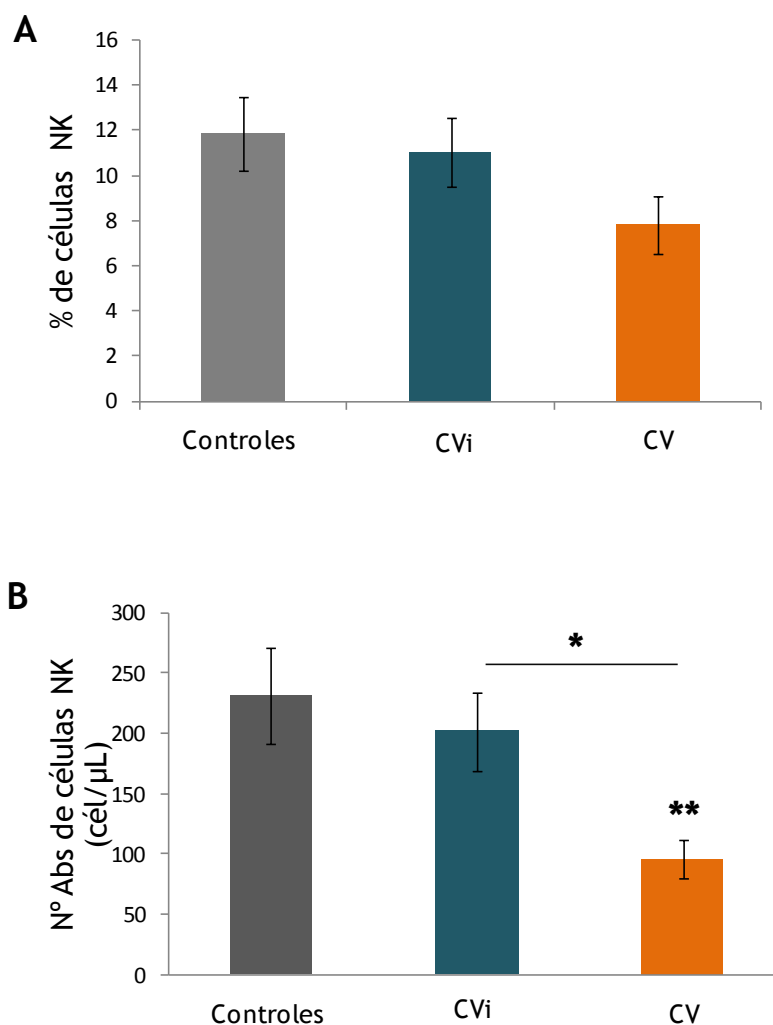 A
% de células NK
16
14
12
10
8
6
4
2
0
Controles
CVi
CV
B
Nº Abs de células NK
(cél/µL)
300
250
200
150
100
50
0
*
**
Controles
CVi
CV